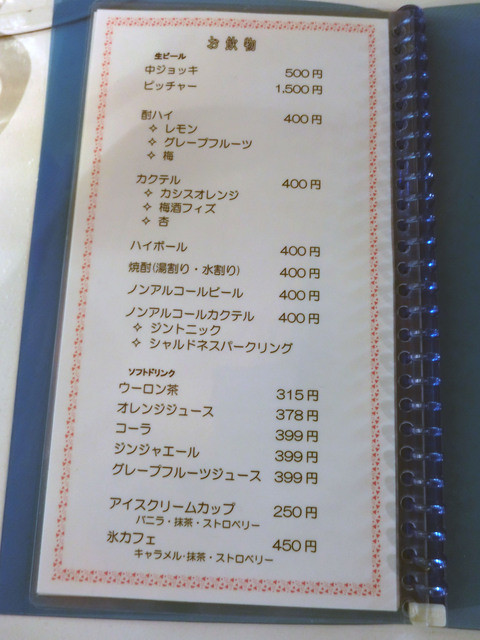 お飲物
生ビール
中ジョッキ 500円
ピッチャー 1,500円
酎ハイ 400円
✧ レモン
✧ グレープフルーツ
✧ 梅
カクテル 400円
✧ カシスオレンジ
✧ 梅酒フィズ
✧ 杏
ハイボール 400円
焼酎(湯割り・水割り) 400円
ノンアルコールビール 400円
ノンアルコールカクテル 400円
✧ ジントニック
✧ シャルドネスパークリング
ソフトドリンク
ウーロン茶 315円
オレンジジュース 378円
コーラ 399円
ジンジャエール 399円
グレープフルーツジュース 399円
アイスクリームカップ 250円
バニラ・抹茶・ストロベリー
氷カフェ 450円
キャラメル・抹茶・ストロベリー